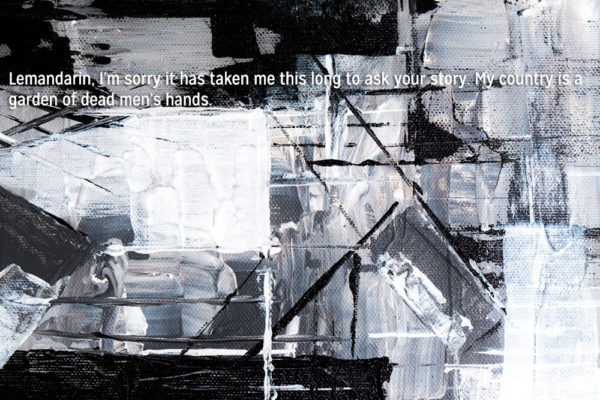 Lemandarin, I'm sorry it has taken me this long to ask your story. My country is a
garden of dead men's hands.